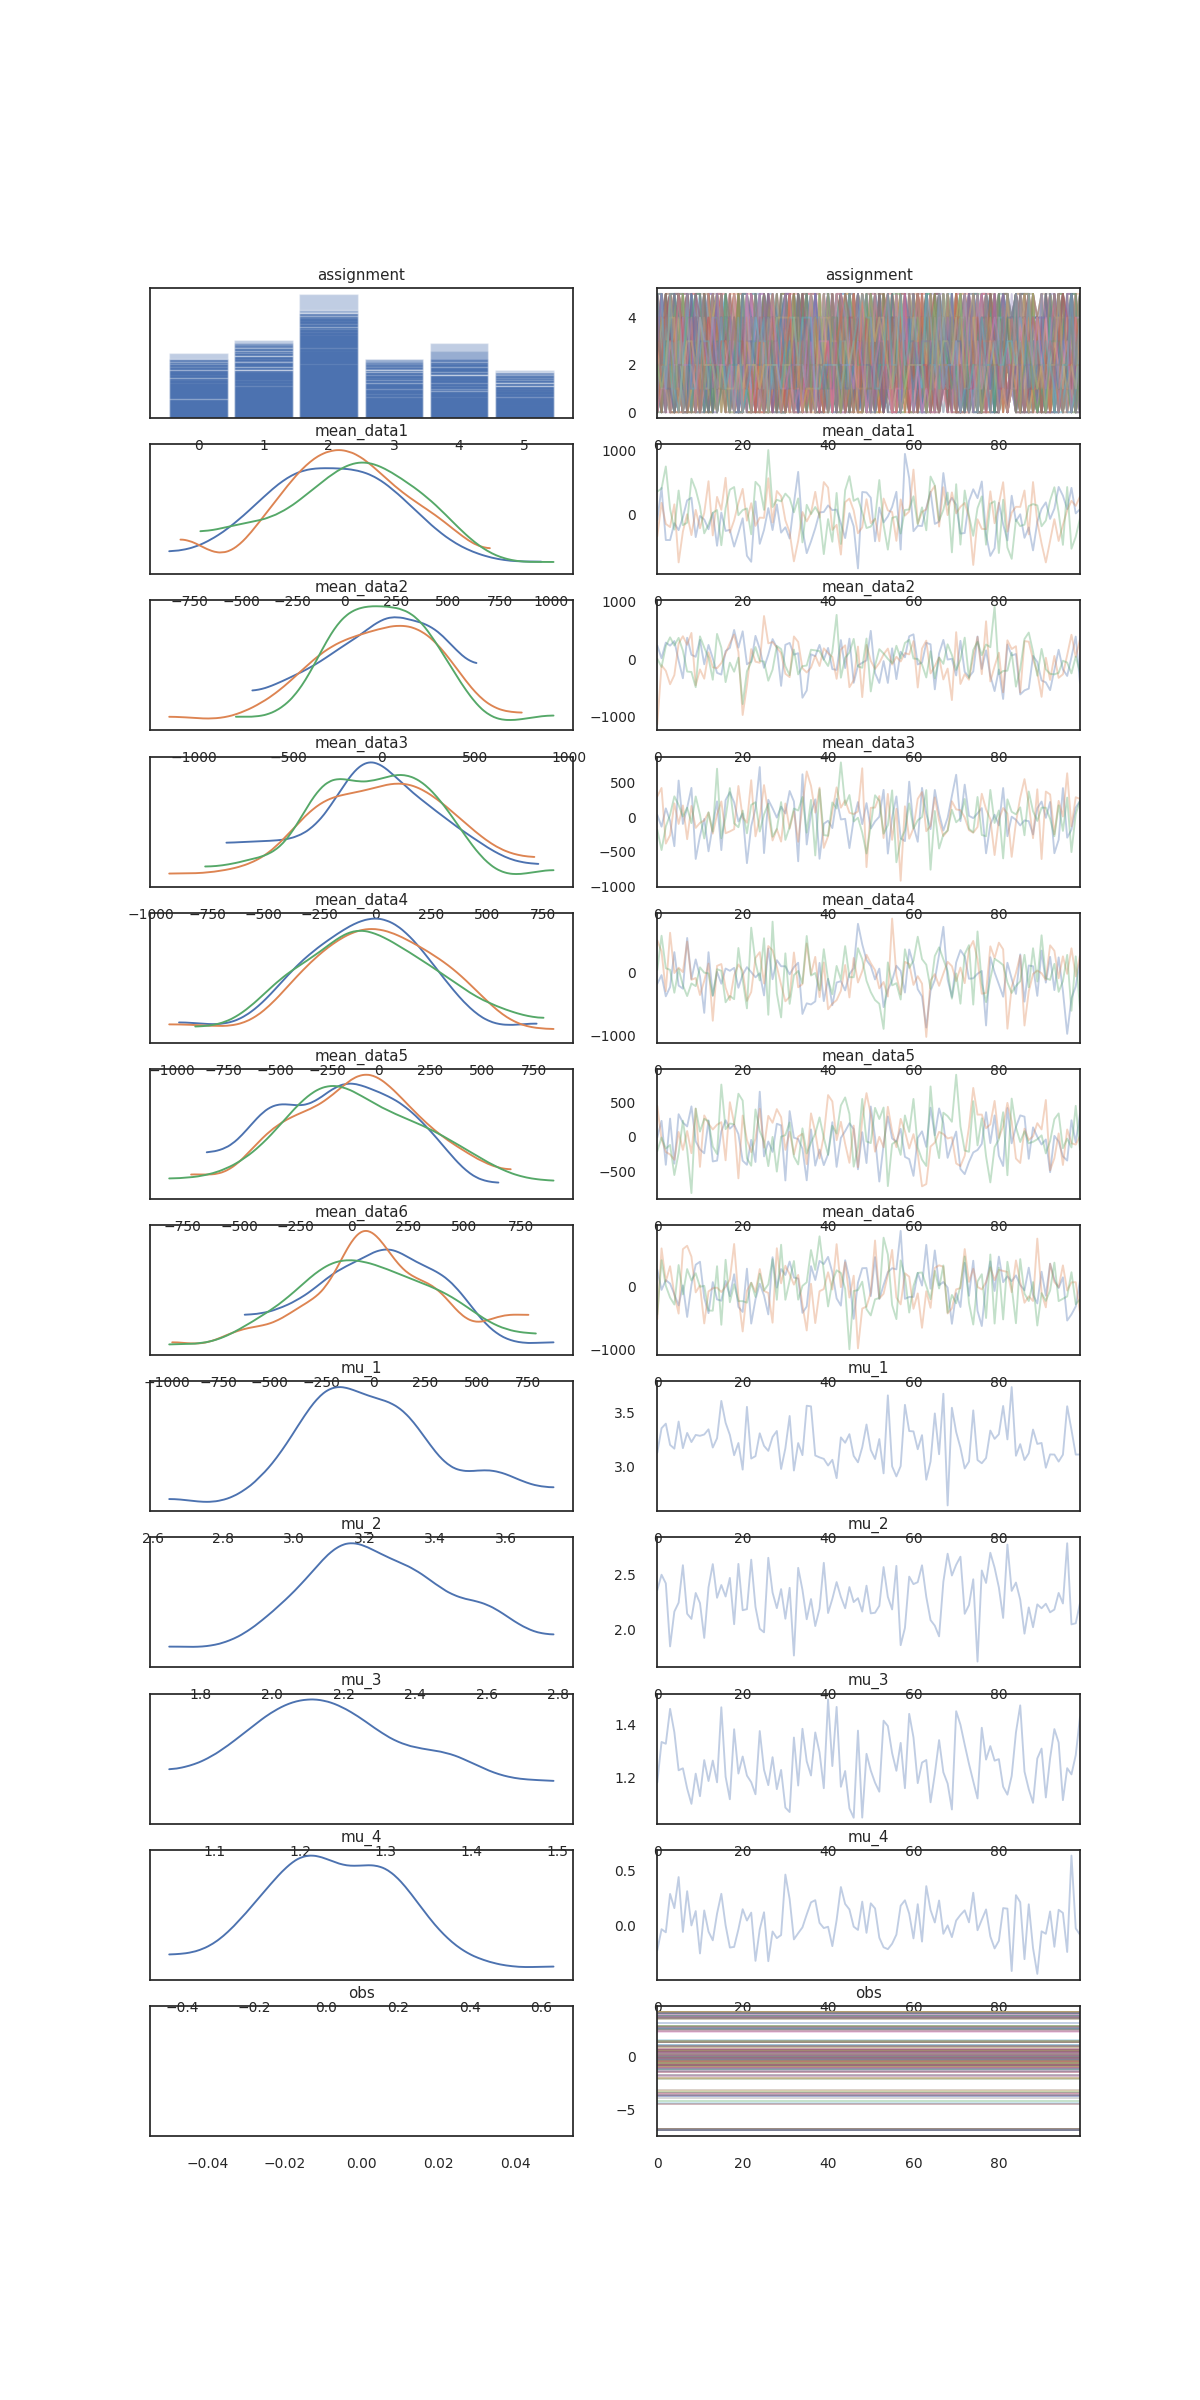 assignment assignment
4
2
0
0 1 2 3 4 5 0 20 40 60 80
mean_data1 mean_data1
1000
0
−750 −500 −250 0 250 500 750 1000 0 20 40 60 80
mean_data2 mean_data2
1000
0
−1000
−1000 −500 0 500 1000 0 20 40 60 80
mean_data3 mean_data3
500
0
−500
−1000
−1000 −750 −500 −250 0 250 500 750 0 20 40 60 80
mean_data4 mean_data4
0
−1000
−1000 −750 −500 −250 0 250 500 750 0 20 40 60 80
mean_data5 mean_data5
500
0
−500
−750 −500 −250 0 250 500 750 0 20 40 60 80
mean_data6 mean_data6
0
−1000
−1000 −750 −500 −250 0 250 500 750 0 20 40 60 80
mu_1 mu_1
3.5
3.0
2.6 2.8 3.0 3.2 3.4 3.6 0 20 40 60 80
mu_2 mu_2
2.5
2.0
1.8 2.0 2.2 2.4 2.6 2.8 0 20 40 60 80
mu_3 mu_3
1.4
1.2
1.1 1.2 1.3 1.4 1.5 0 20 40 60 80
mu_4 mu_4
0.5
0.0
−0.4 −0.2 0.0 0.2 0.4 0.6 0 20 40 60 80
obs obs
0
−5
−0.04 −0.02 0.00 0.02 0.04 0 20 40 60 80